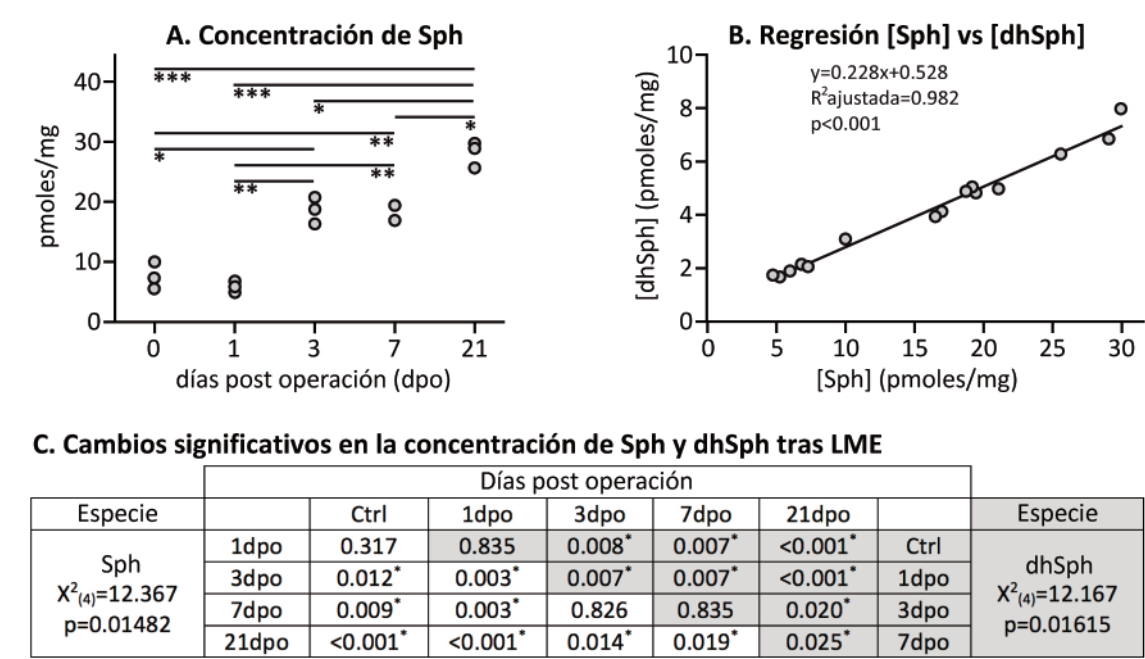 A. Concentración de Sph
40
30
20
10
0
pmoles/mg
***
***
*
*
**
*
**
**
0 1 3 7 21
días post operación (dpo)
B. Regresión [Sph] vs [dhSph]
y=0.228x+0.528
R²ajustada=0.982
p<0.001
10
8
6
4
2
0
[dhSph] (pmoles/mg)
0 5 10 15 20 25 30
[Sph] (pmoles/mg)
C. Cambios significativos en la concentración de Sph y dhSph tras LME
Días post operación
Especie Ctrl 1dpo 3dpo 7dpo 21dpo Especie
1dpo 0.317 0.835 0.008* 0.007* <0.001* Ctrl
3dpo 0.012* 0.003* 0.007* 0.007* <0.001* 1dpo
7dpo 0.009* 0.003* 0.826 0.835 0.020* 3dpo
21dpo <0.001* <0.001* 0.014* 0.019* 0.025* 7dpo
Sph
X²(4)=12.367
p=0.01482
dhSph
X²(4)=12.167
p=0.01615